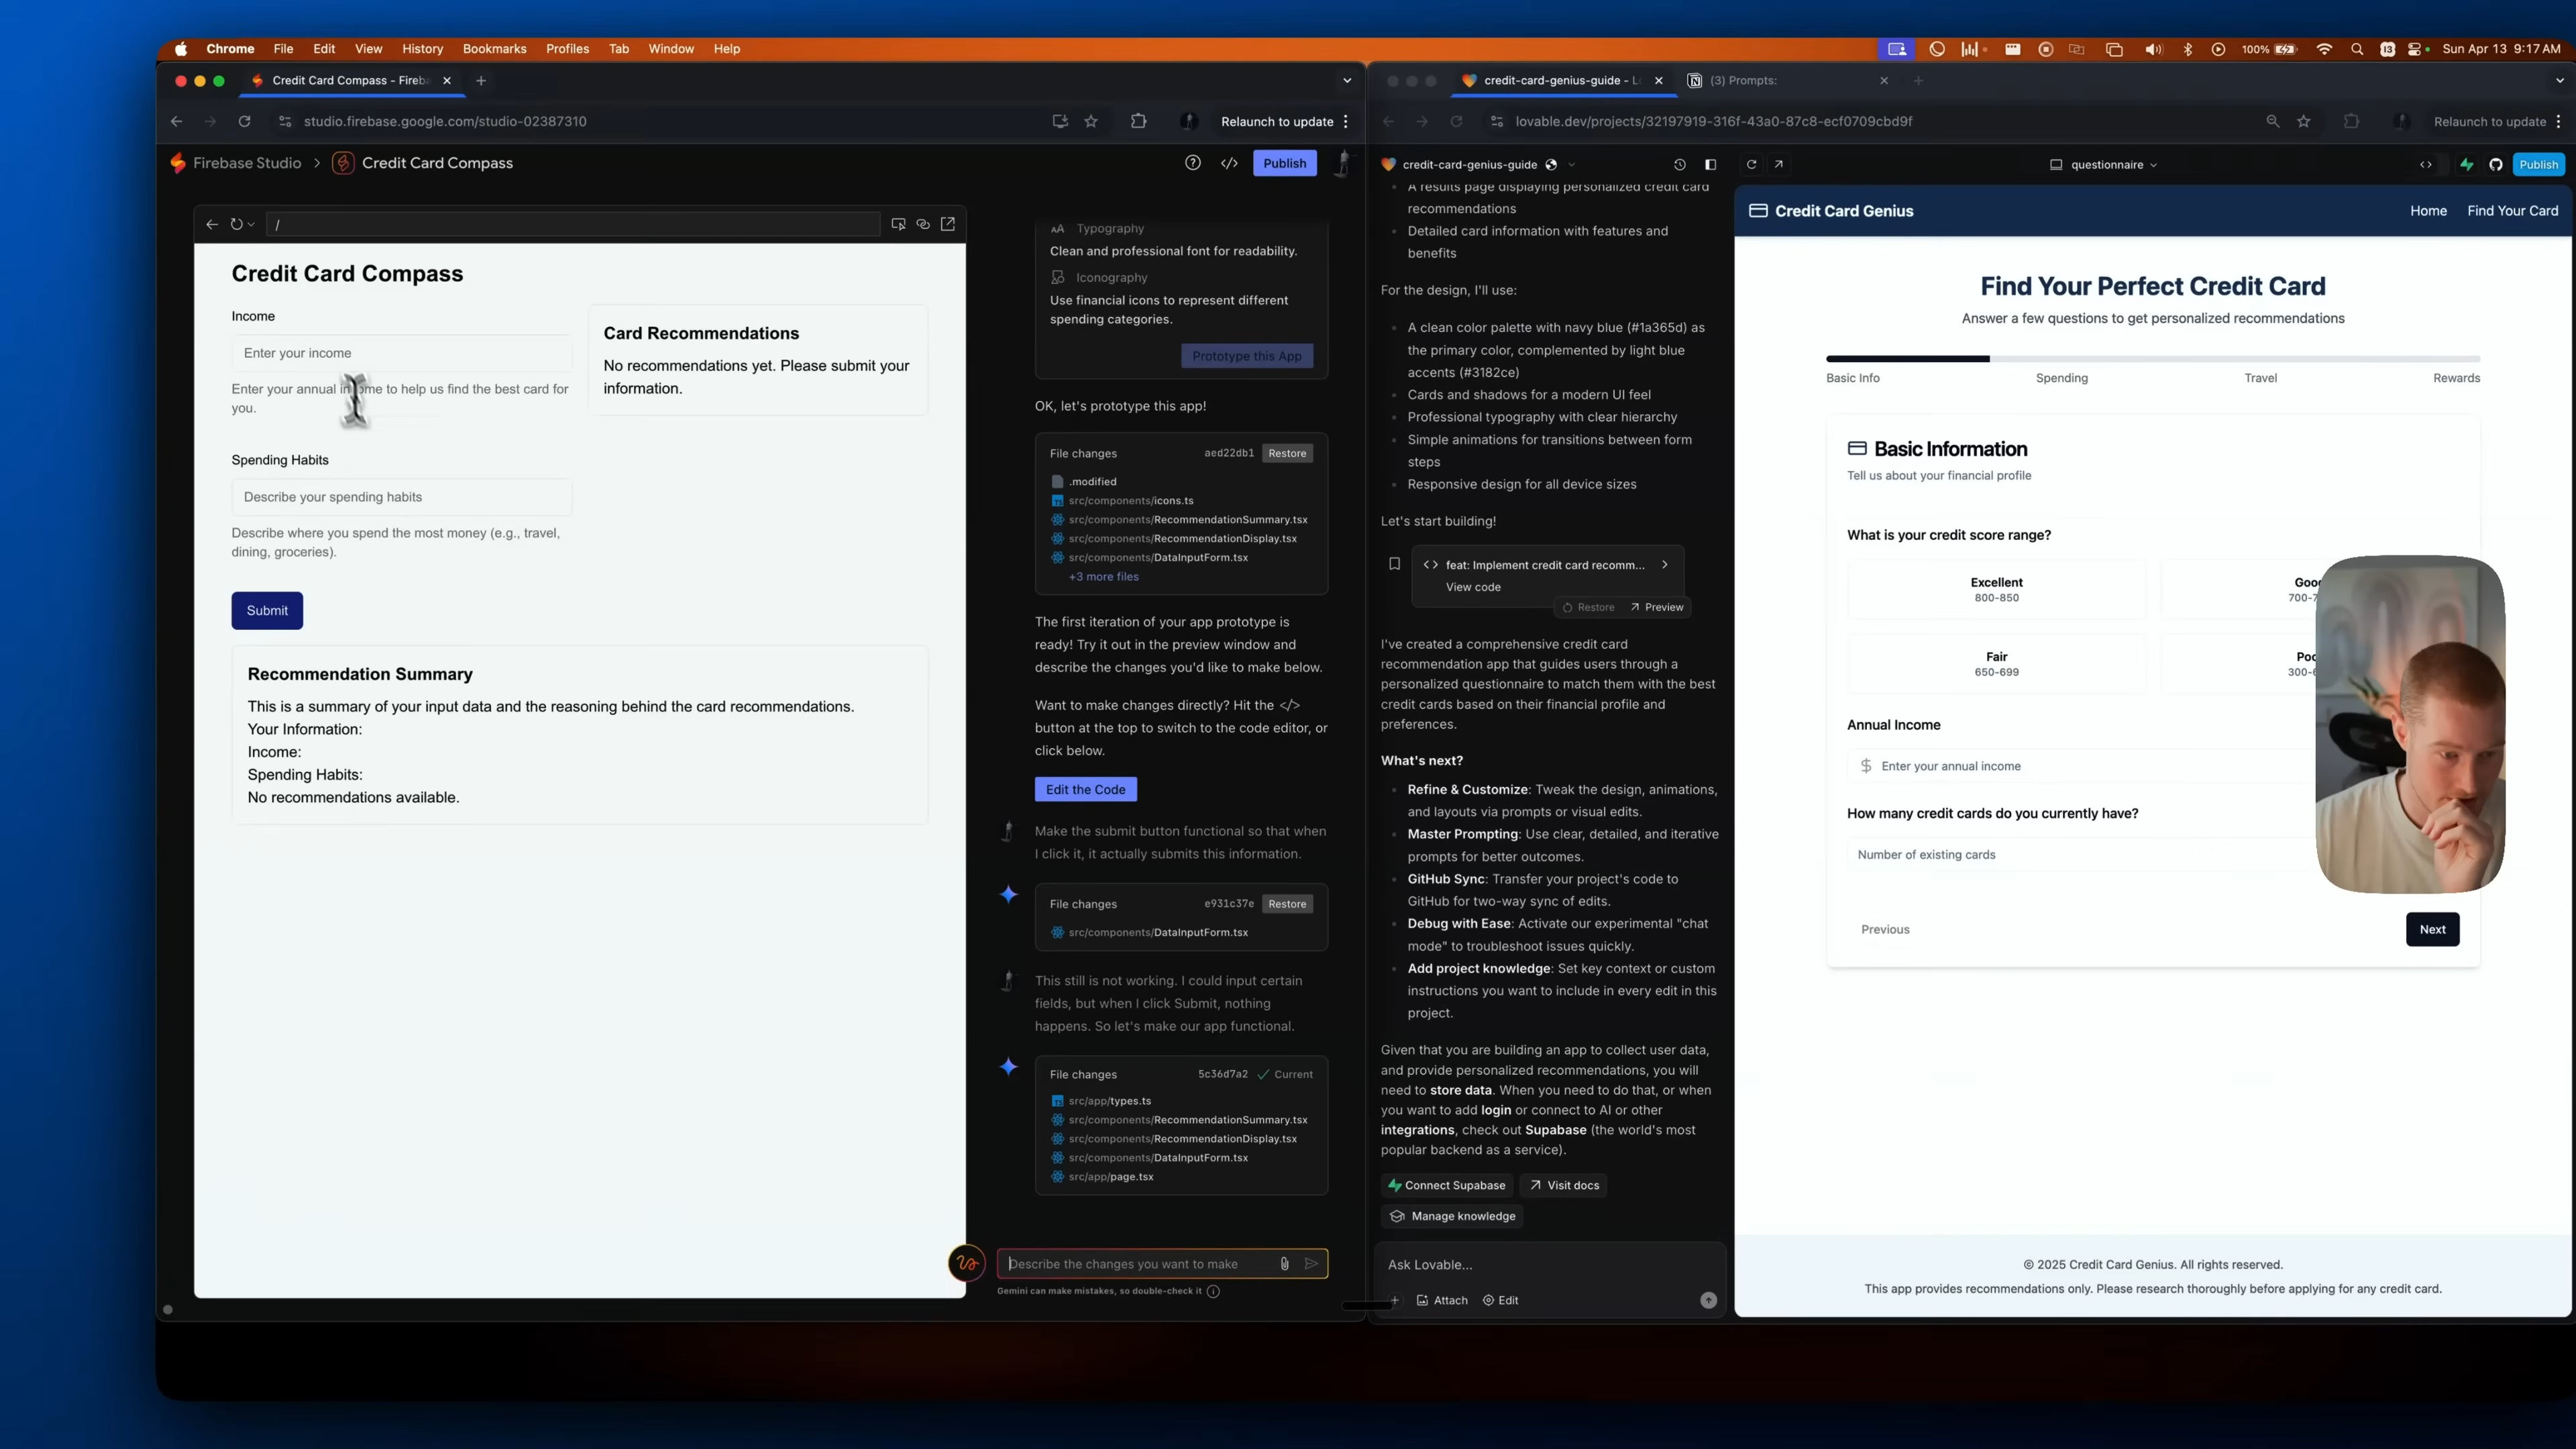 Chrome File Edit View History Bookmarks Profiles Tab Window Help
100% 13 Sun Apr 13 9:17 AM
Credit Card Compass - Fireb
studio.firebase.google.com/studio-02387310
Relaunch to update
Firebase Studio > Credit Card Compass
</> Publish
/
Credit Card Compass
Income
Enter your income
Enter your annual income to help us find the best card for
you.
Spending Habits
Describe your spending habits
Describe where you spend the most money (e.g., travel,
dining, groceries).
Submit
Card Recommendations
No recommendations yet. Please submit your
information.
Recommendation Summary
This is a summary of your input data and the reasoning behind the card recommendations.
Your Information:
Income:
Spending Habits:
No recommendations available.
AA Typography
Clean and professional font for readability.
Iconography
Use financial icons to represent different
spending categories.
Prototype this App
OK, let's prototype this app!
File changes aed22db1 Restore
.modified
src/components/icons.ts
src/components/RecommendationSummary.tsx
src/components/RecommendationDisplay.tsx
src/components/DataInputForm.tsx
+3 more files
The first iteration of your app prototype is
ready! Try it out in the preview window and
describe the changes you'd like to make below.
Want to make changes directly? Hit the </>
button at the top to switch to the code editor, or
click below.
Edit the Code
Make the submit button functional so that when
I click it, it actually submits this information.
File changes e931c37e Restore
src/components/DataInputForm.tsx
This still is not working. I could input certain
fields, but when I click Submit, nothing
happens. So let's make our app functional.
File changes 5c36d7a2 Current
src/app/types.ts
src/components/RecommendationSummary.tsx
src/components/RecommendationDisplay.tsx
src/components/DataInputForm.tsx
src/app/page.tsx
Describe the changes you want to make
Gemini can make mistakes, so double-check it
credit-card-genius-guide - Lo
(3) Prompts:
lovable.dev/projects/32197919-316f-43a0-87c8-ecf0709cbd9f
Relaunch to update
credit-card-genius-guide
questionnaire
Publish
A results page displaying personalized credit card
recommendations
Detailed card information with features and
benefits
For the design, I'll use:
A clean color palette with navy blue (#1a365d) as
the primary color, complemented by light blue
accents (#3182ce)
Cards and shadows for a modern UI feel
Professional typography with clear hierarchy
Simple animations for transitions between form
steps
Responsive design for all device sizes
Let's start building!
feat: Implement credit card recomm...
View code
Restore Preview
I've created a comprehensive credit card
recommendation app that guides users through a
personalized questionnaire to match them with the best
credit cards based on their financial profile and
preferences.
What's next?
Refine & Customize: Tweak the design, animations,
and layouts via prompts or visual edits.
Master Prompting: Use clear, detailed, and iterative
prompts for better outcomes.
GitHub Sync: Transfer your project's code to
GitHub for two-way sync of edits.
Debug with Ease: Activate our experimental "chat
mode" to troubleshoot issues quickly.
Add project knowledge: Set key context or custom
instructions you want to include in every edit in this
project.
Given that you are building an app to collect user data,
and provide personalized recommendations, you will
need to store data. When you need to do that, or when
you want to add login or connect to AI or other
integrations, check out Supabase (the world's most
popular backend as a service).
Connect Supabase Visit docs
Manage knowledge
Ask Lovable...
Attach Edit
Credit Card Genius
Home Find Your Card
Find Your Perfect Credit Card
Answer a few questions to get personalized recommendations
Basic Info Spending Travel Rewards
Basic Information
Tell us about your financial profile
What is your credit score range?
Excellent
800-850
Fair
650-699
Annual Income
$ Enter your annual income
How many credit cards do you currently have?
Number of existing cards
Previous Next
© 2025 Credit Card Genius. All rights reserved.
This app provides recommendations only. Please research thoroughly before applying for any credit card.